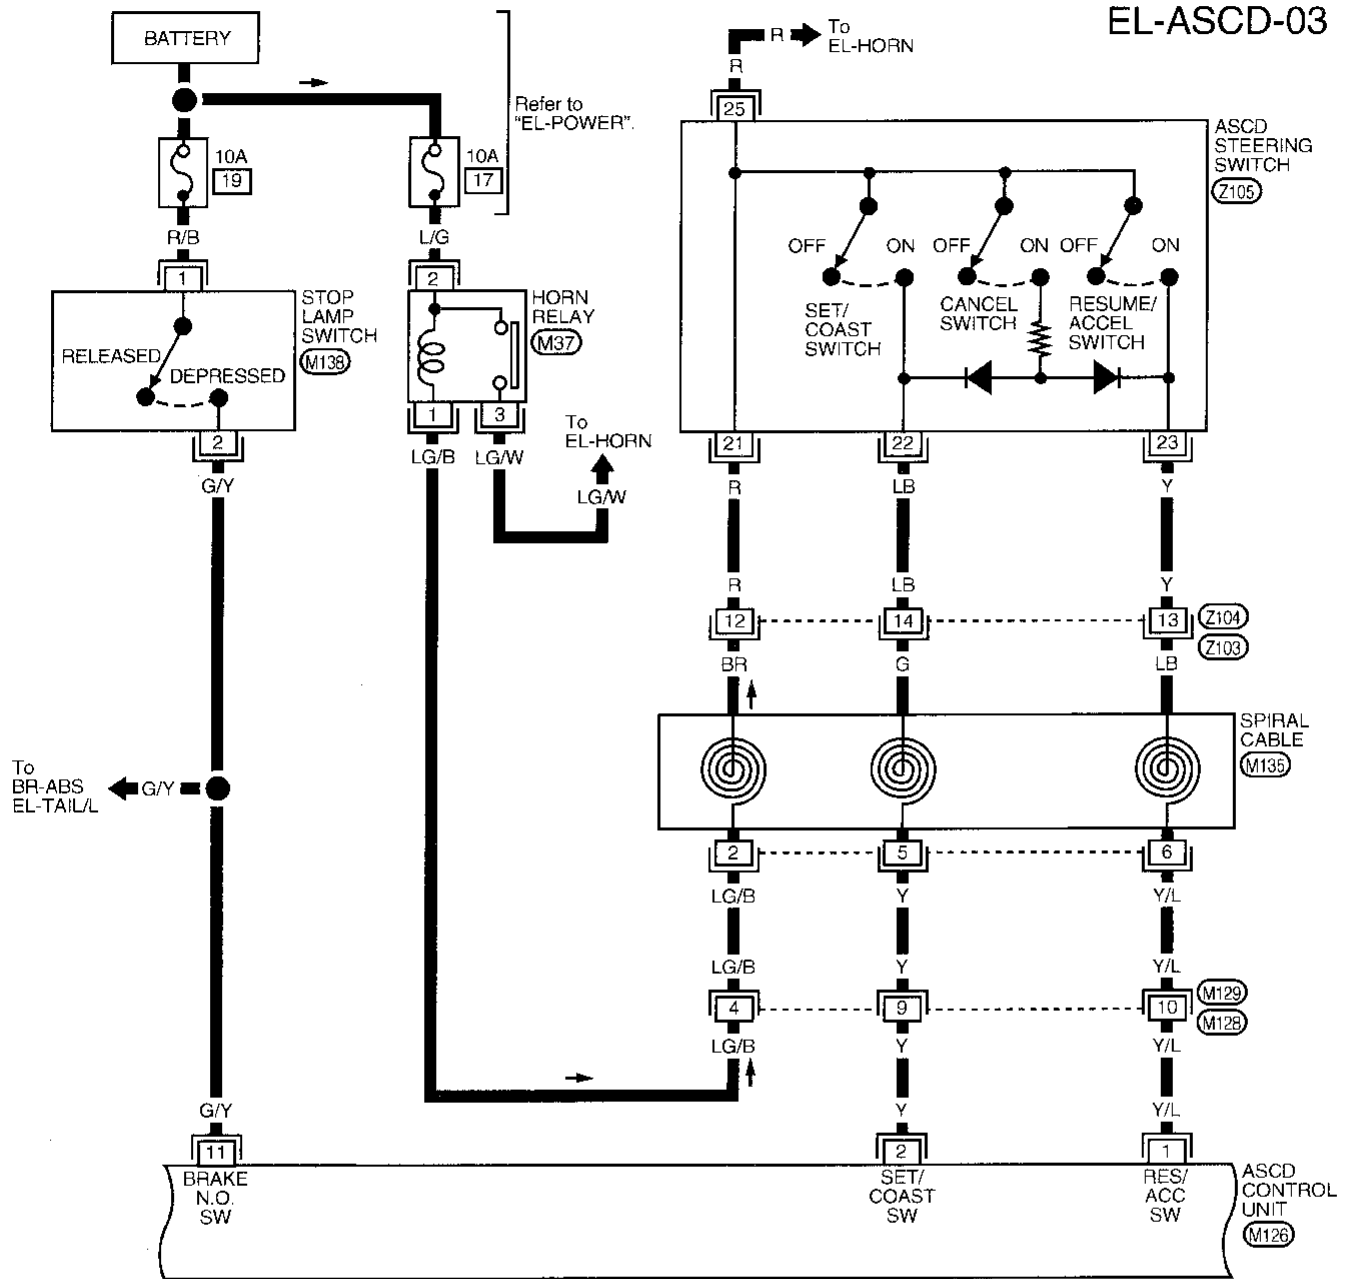 EL-ASCD-03
BATTERY
Refer to
"EL-POWER".
10A
19
10A
17
R/B
L/G
1
2
STOP
LAMP
SWITCH
M138
RELEASED
DEPRESSED
2
G/Y
HORN
RELAY
M37
1
3
LG/B
LG/W
To
EL-HORN
LG/W
R
To
EL-HORN
R
25
ASCD
STEERING
SWITCH
Z105
OFF
ON
OFF
ON
OFF
ON
SET/
COAST
SWITCH
CANCEL
SWITCH
RESUME/
ACCEL
SWITCH
21
22
23
R
LB
Y
R
LB
Y
12
14
13
Z104
Z103
BR
G
LB
SPIRAL
CABLE
M135
To
BR-ABS
EL-TAIL/L
G/Y
2
5
6
LG/B
Y
Y/L
LG/B
Y
Y/L
4
9
10
M129
M128
LG/B
Y
Y/L
G/Y
Y
Y/L
11
2
1
BRAKE
N.O.
SW
SET/
COAST
SW
RES/
ACC
SW
ASCD
CONTROL
UNIT
M126